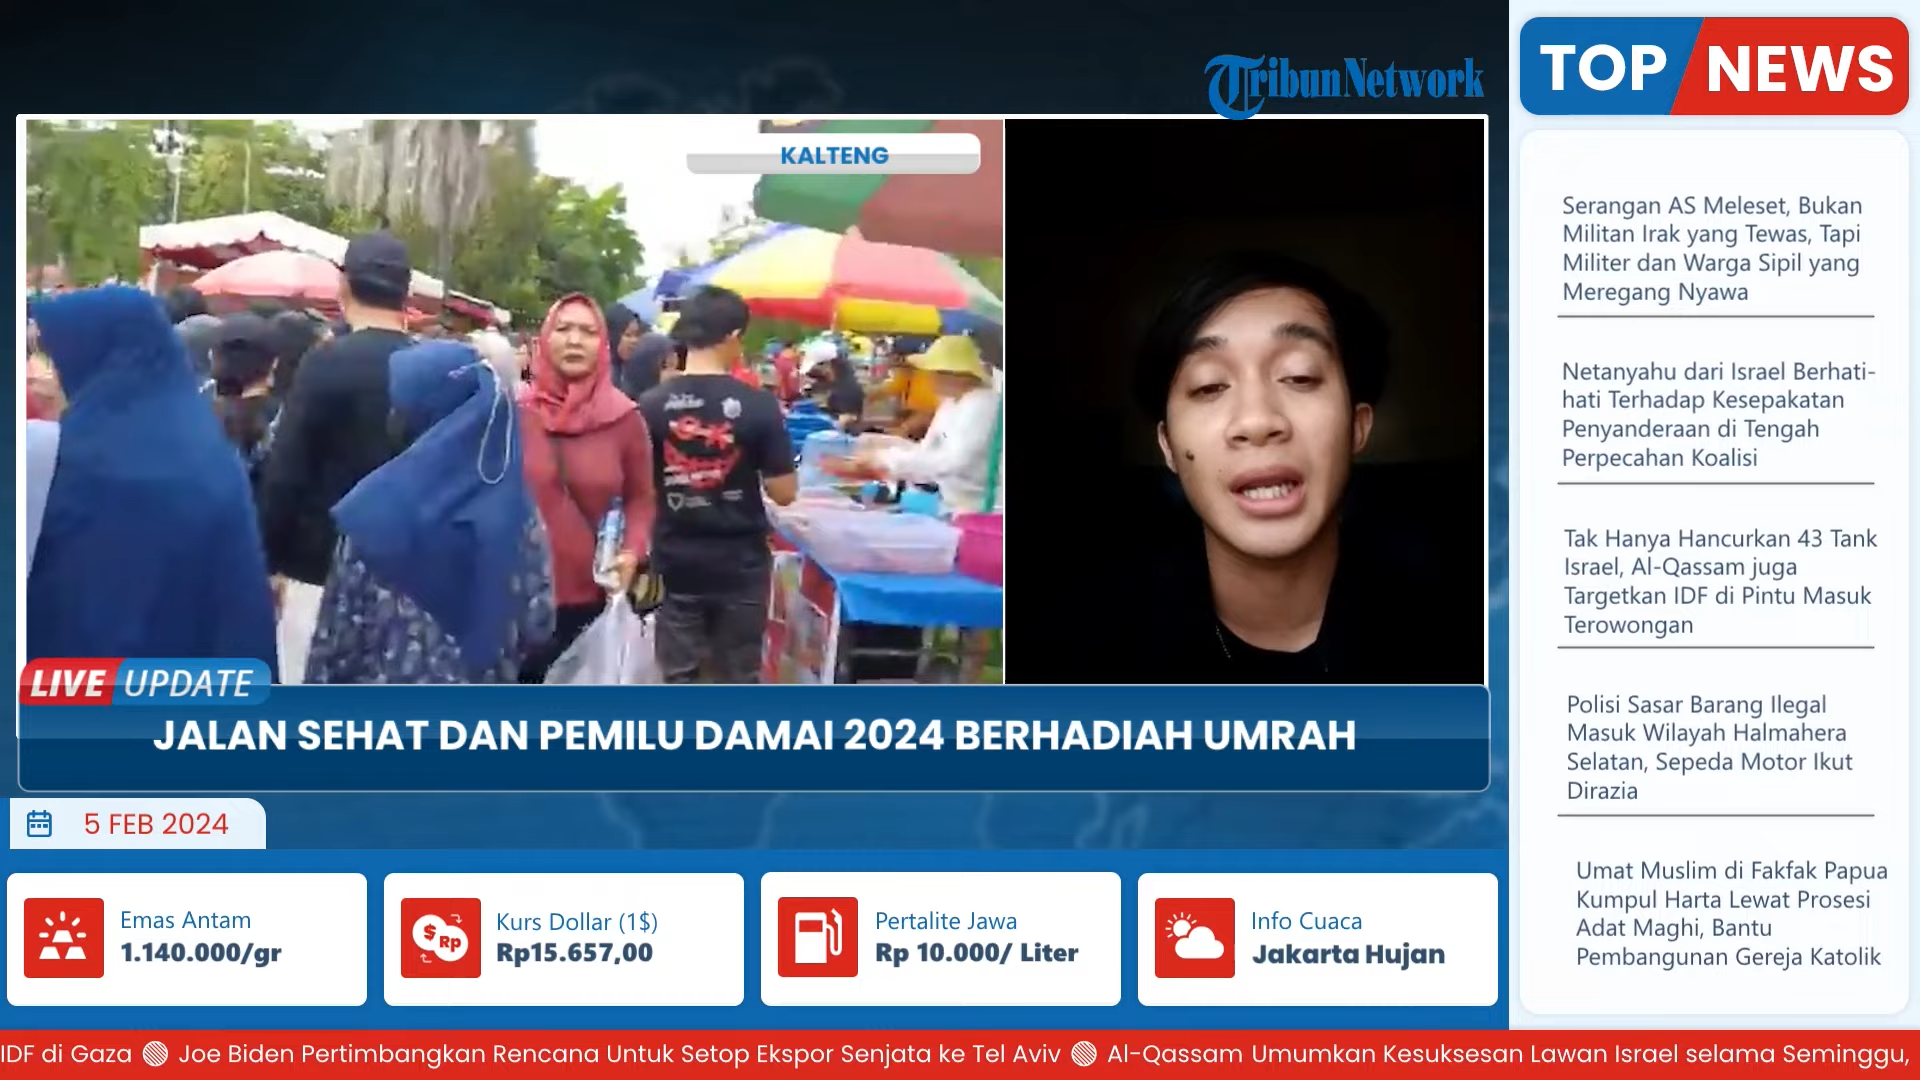 TribunNetwork
KALTENG
LIVE UPDATE
JALAN SEHAT DAN PEMILU DAMAI 2024 BERHADIAH UMRAH
5 FEB 2024
Emas Antam
1.140.000/gr
Kurs Dollar (1$)
Rp15.657,00
Pertalite Jawa
Rp 10.000/ Liter
Info Cuaca
Jakarta Hujan
TOP NEWS
Serangan AS Meleset, Bukan
Militan Irak yang Tewas, Tapi
Militer dan Warga Sipil yang
Meregang Nyawa
Netanyahu dari Israel Berhati-
hati Terhadap Kesepakatan
Penyanderaan di Tengah
Perpecahan Koalisi
Tak Hanya Hancurkan 43 Tank
Israel, Al-Qassam juga
Targetkan IDF di Pintu Masuk
Terowongan
Polisi Sasar Barang Ilegal
Masuk Wilayah Halmahera
Selatan, Sepeda Motor Ikut
Dirazia
Umat Muslim di Fakfak Papua
Kumpul Harta Lewat Prosesi
Adat Maghi, Bantu
Pembangunan Gereja Katolik
IDF di Gaza Joe Biden Pertimbangkan Rencana Untuk Setop Ekspor Senjata ke Tel Aviv Al-Qassam Umumkan Kesuksesan Lawan Israel selama Seminggu,